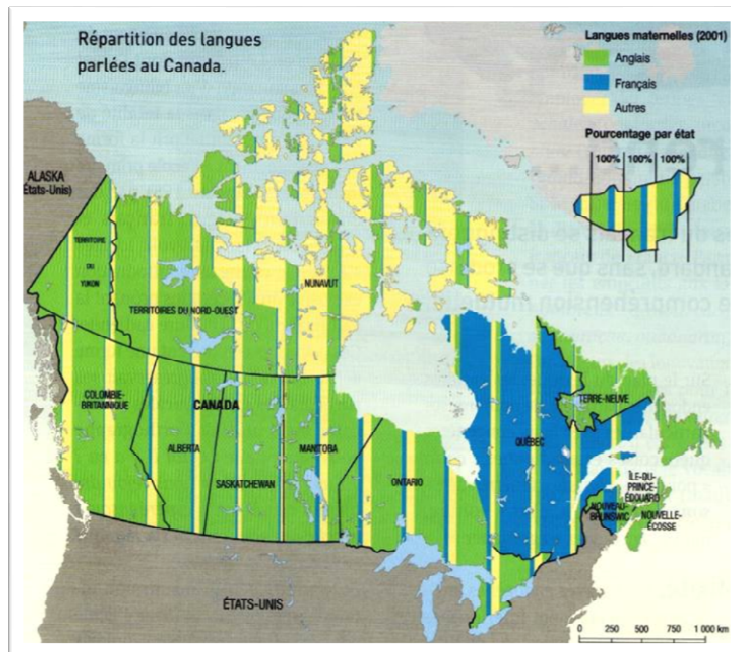 Répartition des langues
parlées au Canada.
Langues maternelles (2001)
Anglais
Français
Autres
Pourcentage par état
100% 100% 100%
ALASKA
(États-Unis)
TERRITOIRE
DU
YUKON
TERRITOIRES DU NORD-OUEST
NUNAVUT
COLOMBIE-
BRITANNIQUE
CANADA
ALBERTA
SASKATCHEWAN
MANITOBA
ONTARIO
QUÉBEC
TERRE-NEUVE
ÎLE-DU-
PRINCE-
ÉDOUARD
NOUVEAU-
BRUNSWIC
NOUVELLE-
ÉCOSSE
ÉTATS-UNIS
0 250 500 750 1 000 km